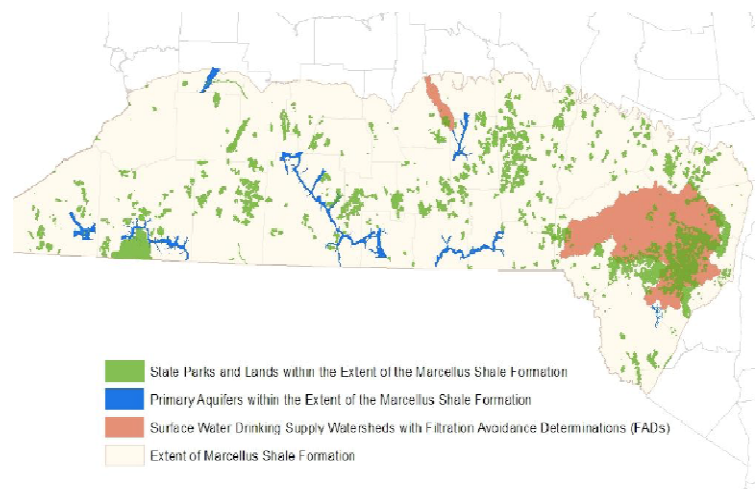 State Parks and Lands within the Extent of the Marcellus Shale Formation
Primary Aquifers within the Extent of the Marcellus Shale Formation
Surface Water Drinking Supply Watersheds with Filtration Avoidance Determinations (FADs)
Extent of Marcellus Shale Formation